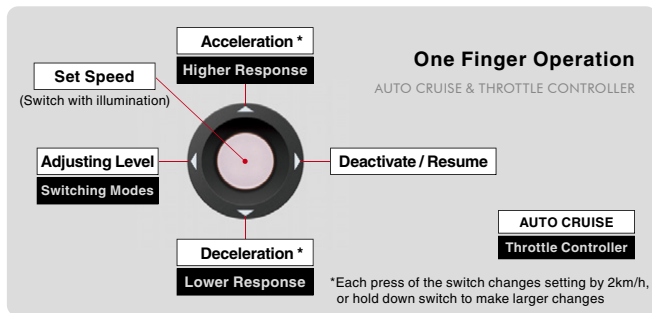 Acceleration *
Higher Response
One Finger Operation
AUTO CRUISE & THROTTLE CONTROLLER
Set Speed
(Switch with illumination)
Adjusting Level
Switching Modes
Deactivate / Resume
AUTO CRUISE
Throttle Controller
Deceleration *
Lower Response
*Each press of the switch changes setting by 2km/h,
or hold down switch to make larger changes